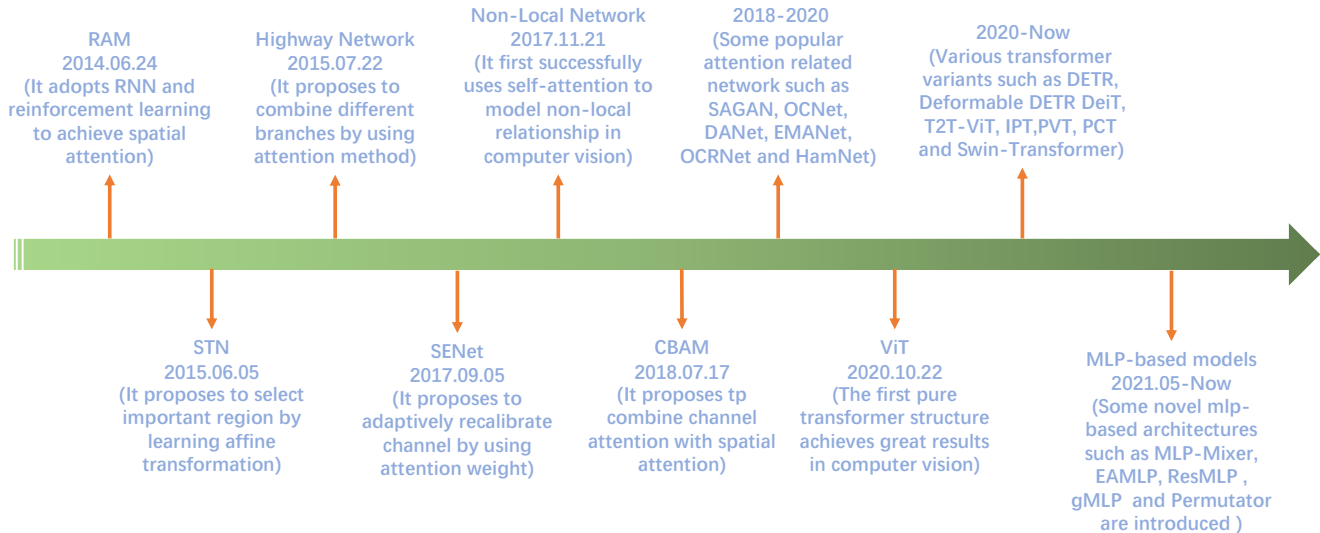 RAM
2014.06.24
(It adopts RNN and
reinforcement learning
to achieve spatial
attention)
Highway Network
2015.07.22
(It proposes to
combine different
branches by using
attention method)
Non-Local Network
2017.11.21
(It first successfully
uses self-attention to
model non-local
relationship in
computer vision)
2018-2020
(Some popular
attention related
network such as
SAGAN, OCNet,
DANet, EMANet,
OCRNet and HamNet)
2020-Now
(Various transformer
variants such as DETR,
Deformable DETR DeiT,
T2T-ViT, IPT,PVT, PCT
and Swin-Transformer)
STN
2015.06.05
(It proposes to select
important region by
learning affine
transformation)
SENet
2017.09.05
(It proposes to
adaptively recalibrate
channel by using
attention weight)
CBAM
2018.07.17
(It proposes tp
combine channel
attention with spatial
attention)
ViT
2020.10.22
(The first pure
transformer structure
achieves great results
in computer vision)
MLP-based models
2021.05-Now
(Some novel mlp-
based architectures
such as MLP-Mixer,
EAMLP, ResMLP ,
gMLP and Permutator
are introduced )